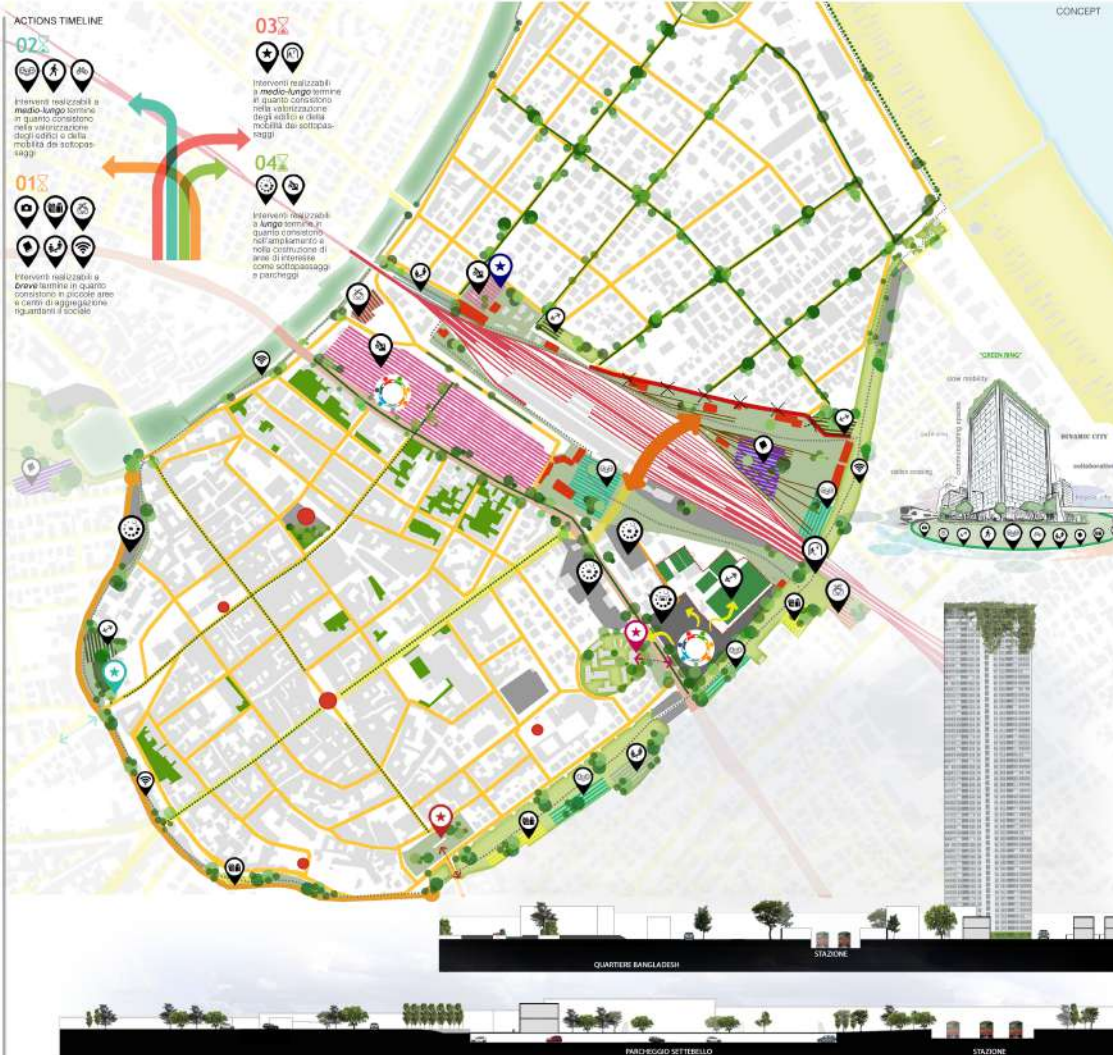 ACTIONS TIMELINE
CONCEPT
02
Interventi realizzabili a
medio-lungo termine
in quanto consistono
nella valorizzazione
degli edifici e della
mobilità dei sottopas-
saggi
03
Interventi realizzabili
a medio-lungo termine
in quanto consistono
nella valorizzazione
degli edifici e della
mobilità dei sottopas-
saggi
01
Interventi realizzabili a
breve termine in quanto
consistono in piccole aree
e centri di aggregazione
riguardanti il sociale
04
Interventi realizzabili
a lungo termine in
quanto consistono
nell'ampliamento e
nella costruzione di
aree di interesse
come sottopassaggi
e parcheggi
"GREEN RING"
slow mobility
DINAMIC CITY
QUARTIERE BANGLADESH
STAZIONE
PARCHEGGIO SETTEBELLO
STAZIONE